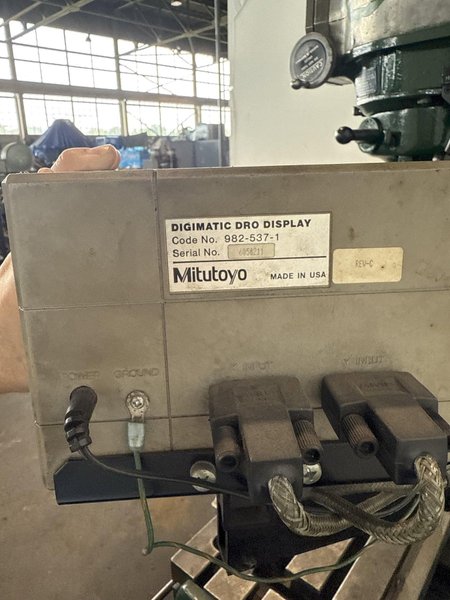 DIGIMATIC DRO DISPLAY
Code No. 982-537-1
Serial No.
Mitutoyo MADE IN USA
REV-C
POWER GROUND X INPUT Y INPUT